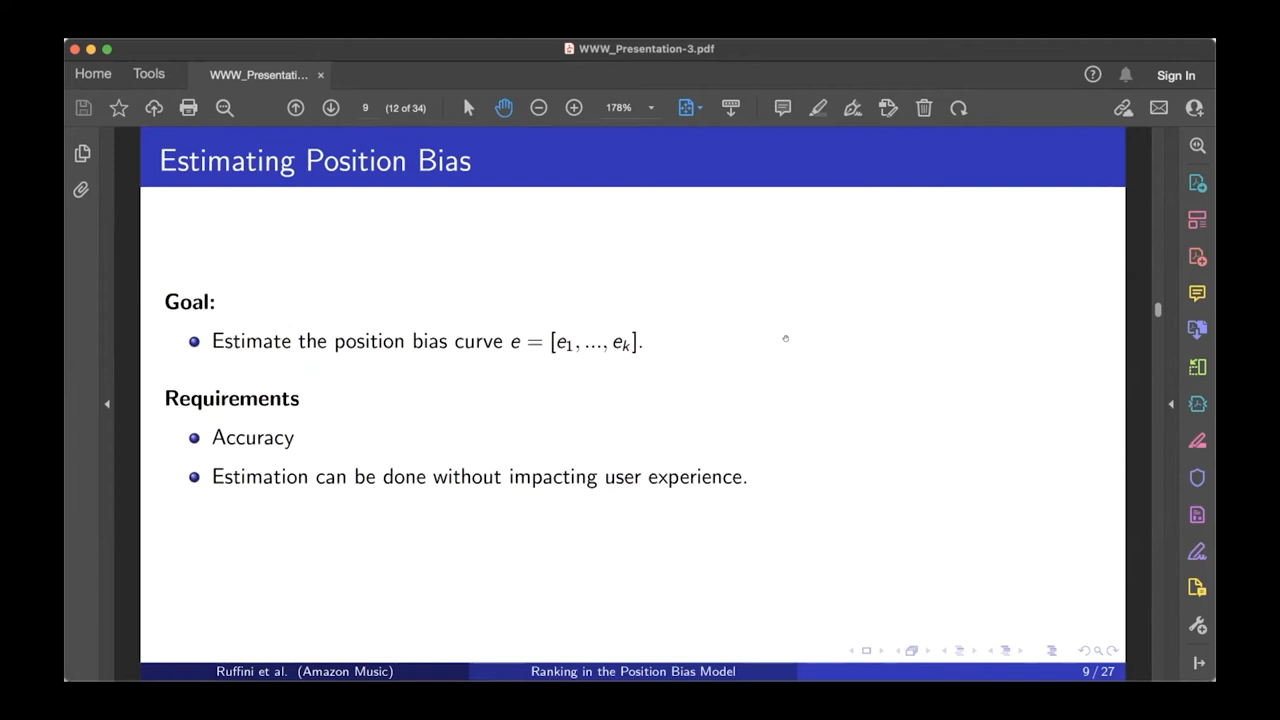 WWW_Presentation-3.pdf
Home Tools WWW_Presentati... × Sign In
9 (12 of 34) 178%
Estimating Position Bias
Goal:
Estimate the position bias curve e = [e₁, ..., eₖ].
Requirements
Accuracy
Estimation can be done without impacting user experience.
Ruffini et al. (Amazon Music) Ranking in the Position Bias Model 9 / 27